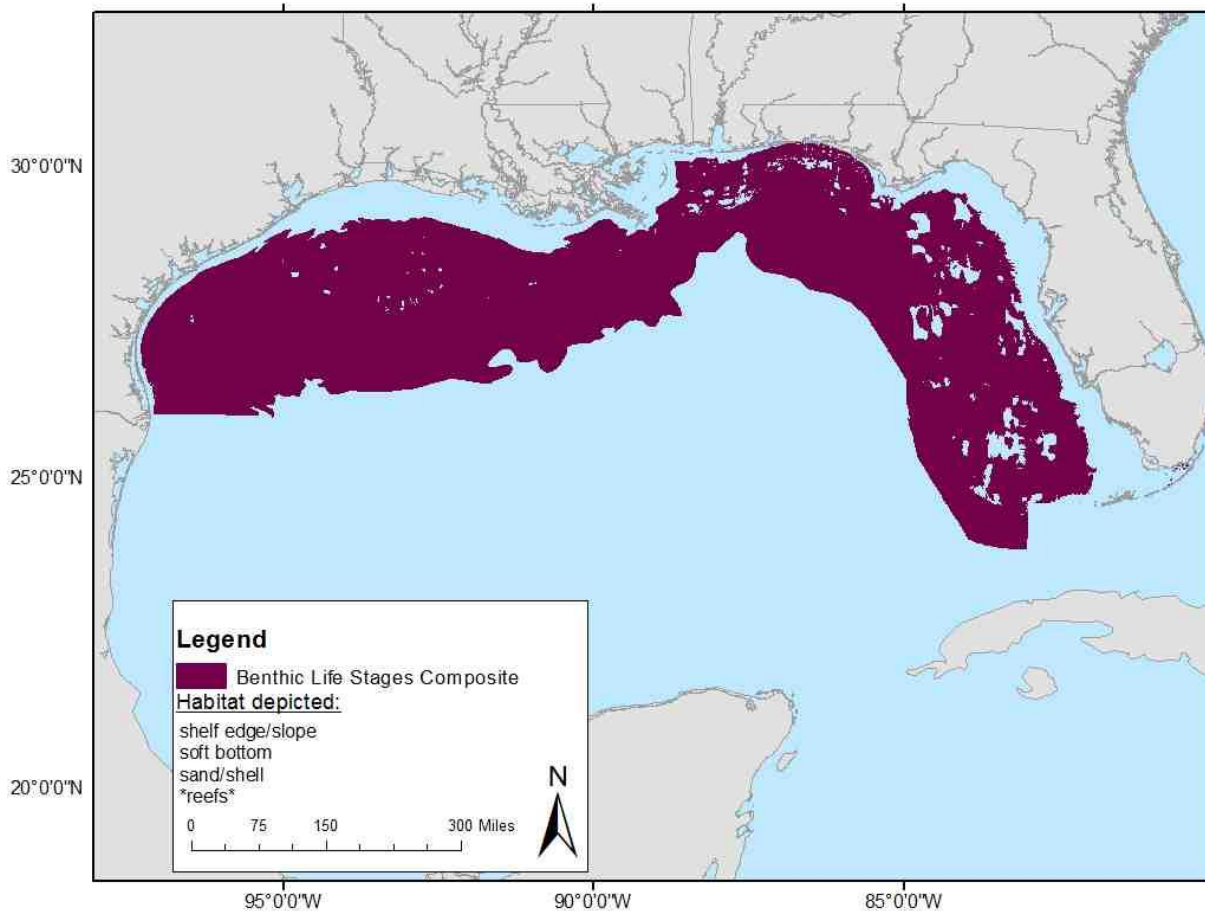 30°0'0"N
25°0'0"N
20°0'0"N
Legend
Benthic Life Stages Composite
Habitat depicted:
shelf edge/slope
soft bottom
sand/shell
*reefs*
N
0 75 150 300 Miles
95°0'0"W 90°0'0"W 85°0'0"W